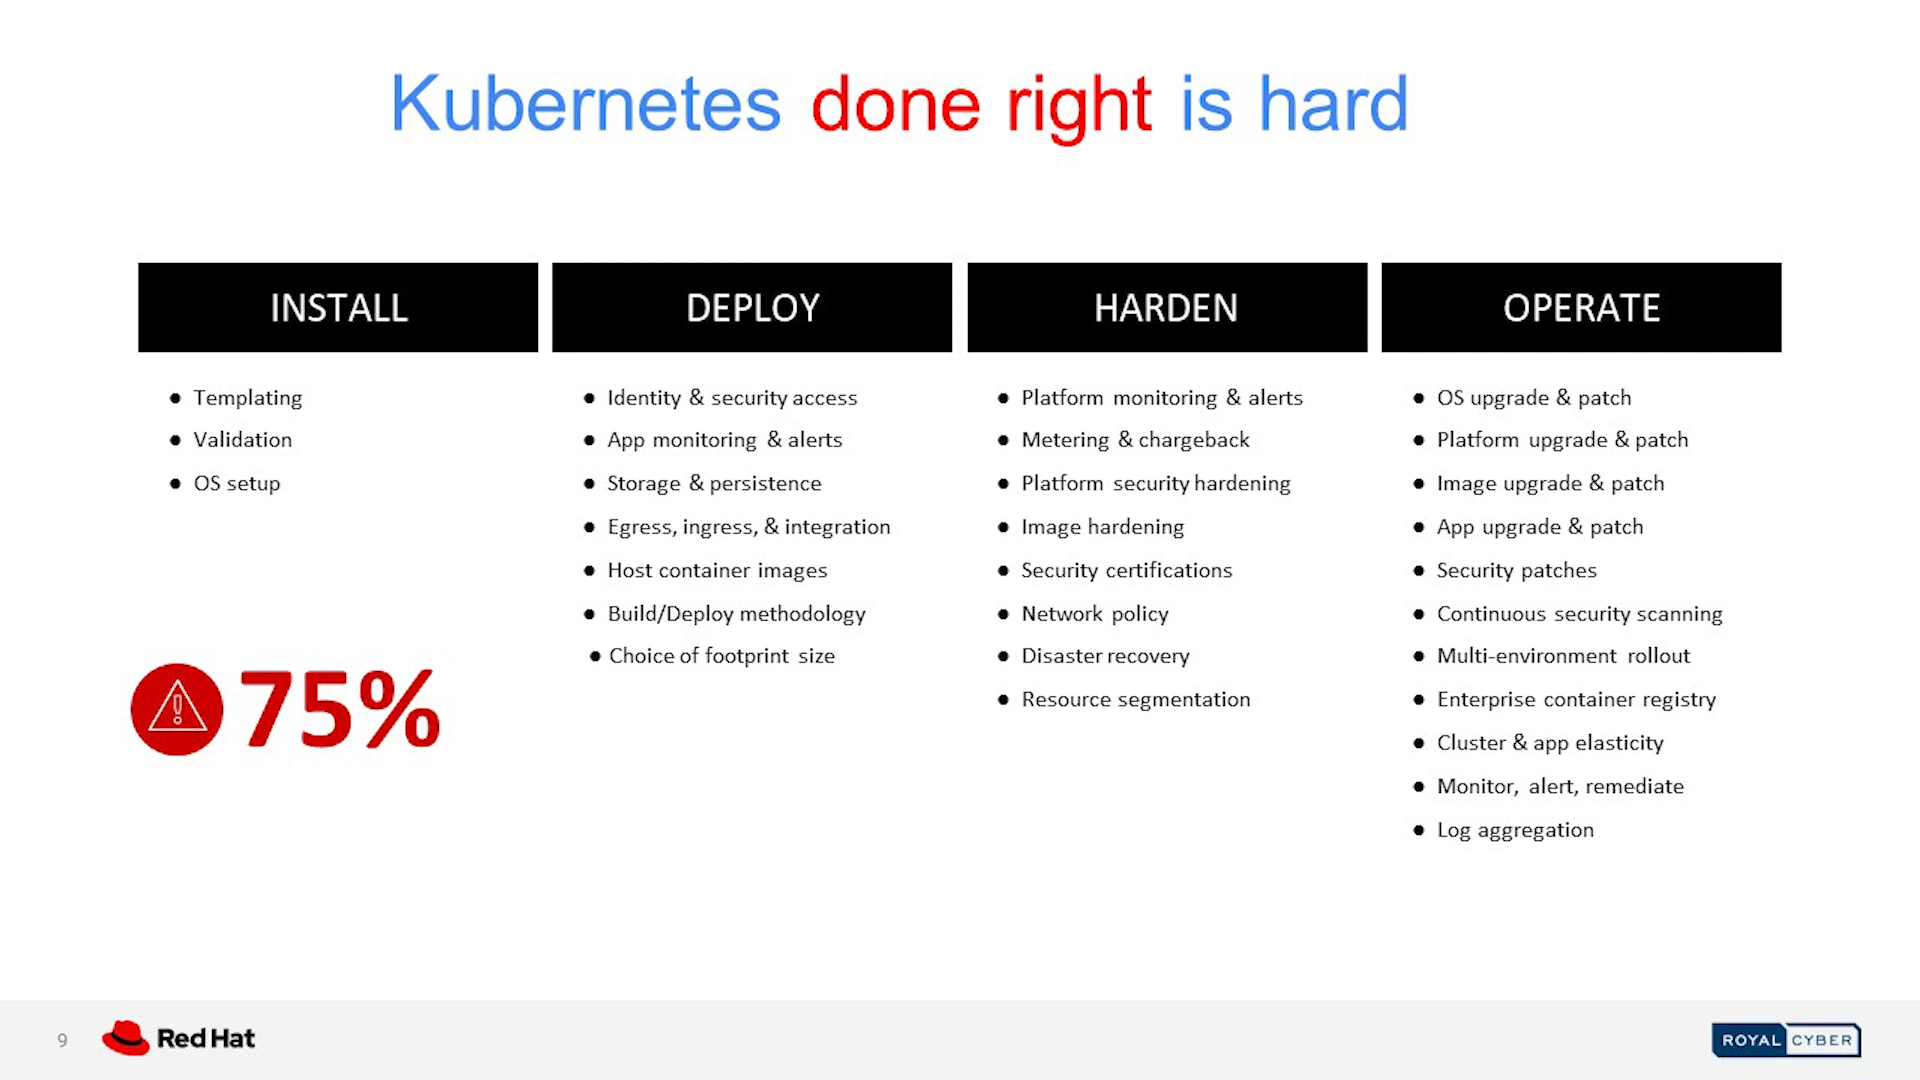 Kubernetes done right is hard
INSTALL
● Templating
● Validation
● OS setup
75%
DEPLOY
● Identity & security access
● App monitoring & alerts
● Storage & persistence
● Egress, ingress, & integration
● Host container images
● Build/Deploy methodology
● Choice of footprint size
HARDEN
● Platform monitoring & alerts
● Metering & chargeback
● Platform security hardening
● Image hardening
● Security certifications
● Network policy
● Disaster recovery
● Resource segmentation
OPERATE
● OS upgrade & patch
● Platform upgrade & patch
● Image upgrade & patch
● App upgrade & patch
● Security patches
● Continuous security scanning
● Multi-environment rollout
● Enterprise container registry
● Cluster & app elasticity
● Monitor, alert, remediate
● Log aggregation
9
Red Hat
ROYAL CYBER